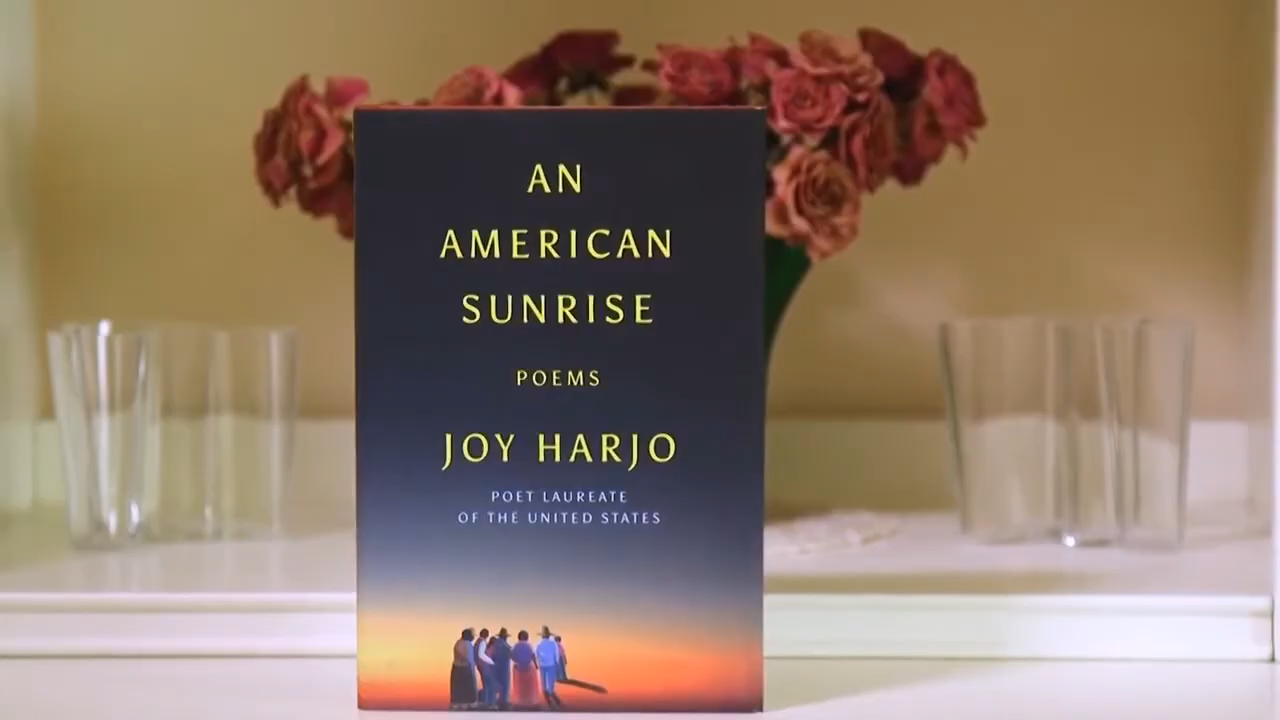 AN
AMERICAN
SUNRISE
POEMS
JOY HARJO
POET LAUREATE
OF THE UNITED STATES